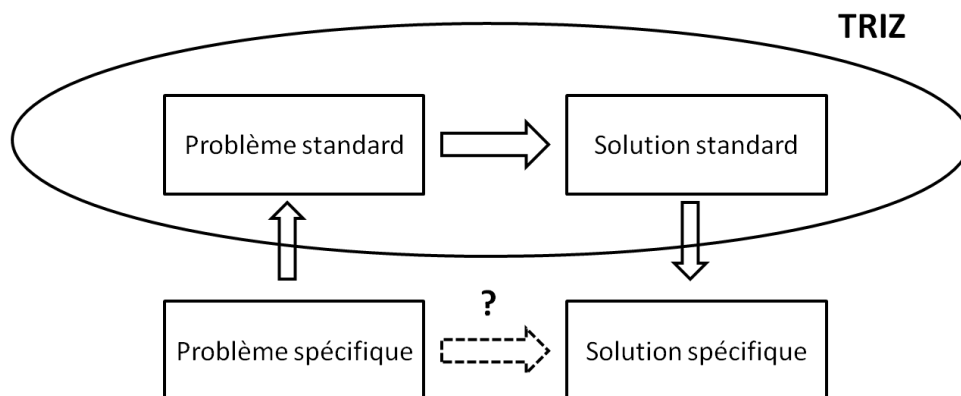 TRIZ
Problème standard
Solution standard
?
Problème spécifique
Solution spécifique